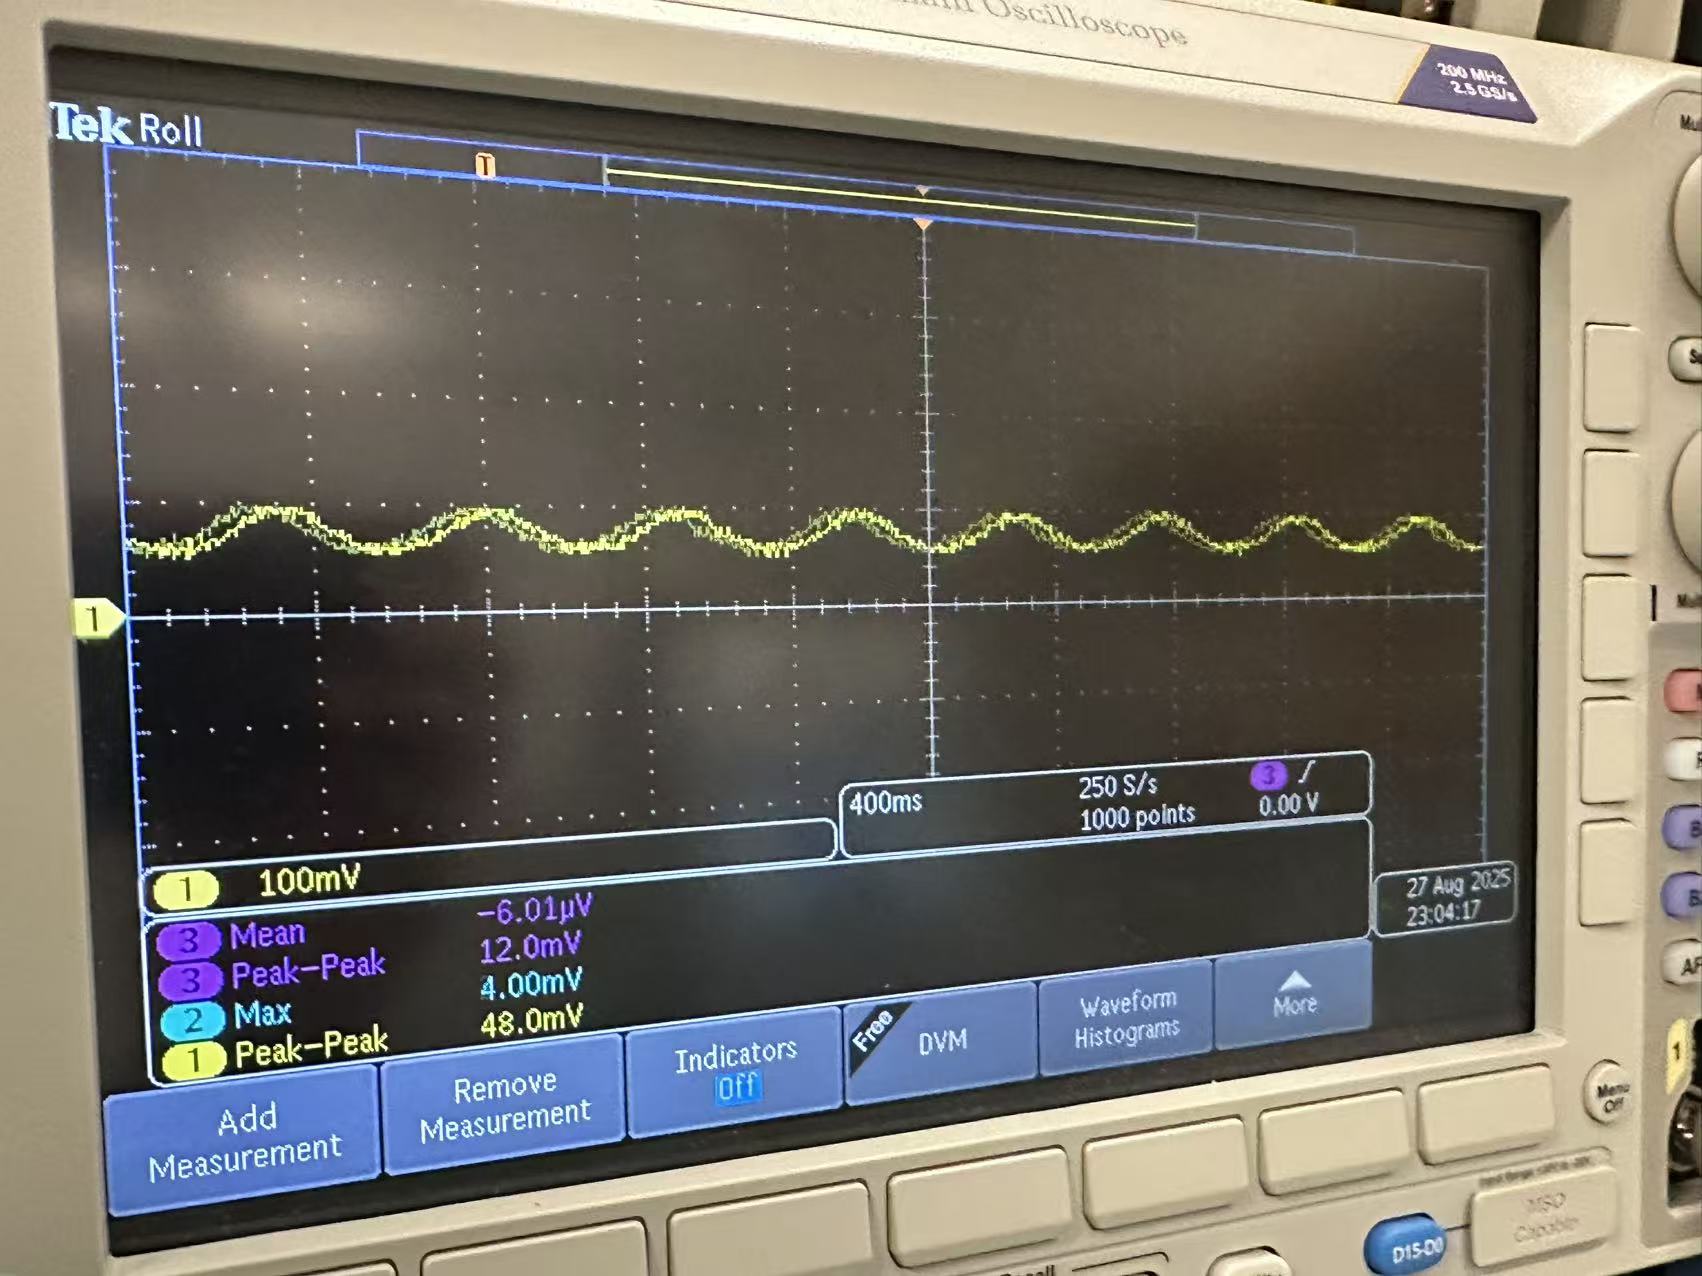 Oscilloscope
200 MHz
2.5 GS/s
Tek Roll
T
1
400ms
250 S/s
1000 points
3
0.00 V
1 100mV
27 Aug 2025
23:04:17
3 Mean -6.01µV
3 Peak-Peak 12.0mV
2 Max 4.00mV
1 Peak-Peak 48.0mV
Add
Measurement
Remove
Measurement
Indicators
Off
Free
DVM
Waveform
Histograms
More
Menu
Off
1
D15-D0
MSO
Capable